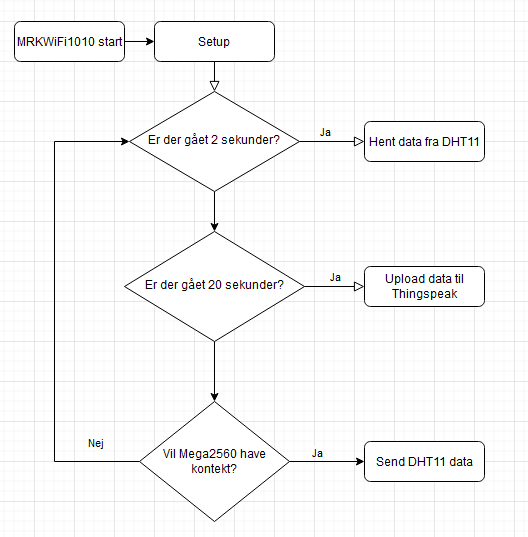 MRKWiFi1010 start
Setup
Er der gået 2 sekunder?
Ja
Hent data fra DHT11
Er der gået 20 sekunder?
Ja
Upload data til
Thingspeak
Nej
Vil Mega2560 have
kontekt?
Ja
Send DHT11 data